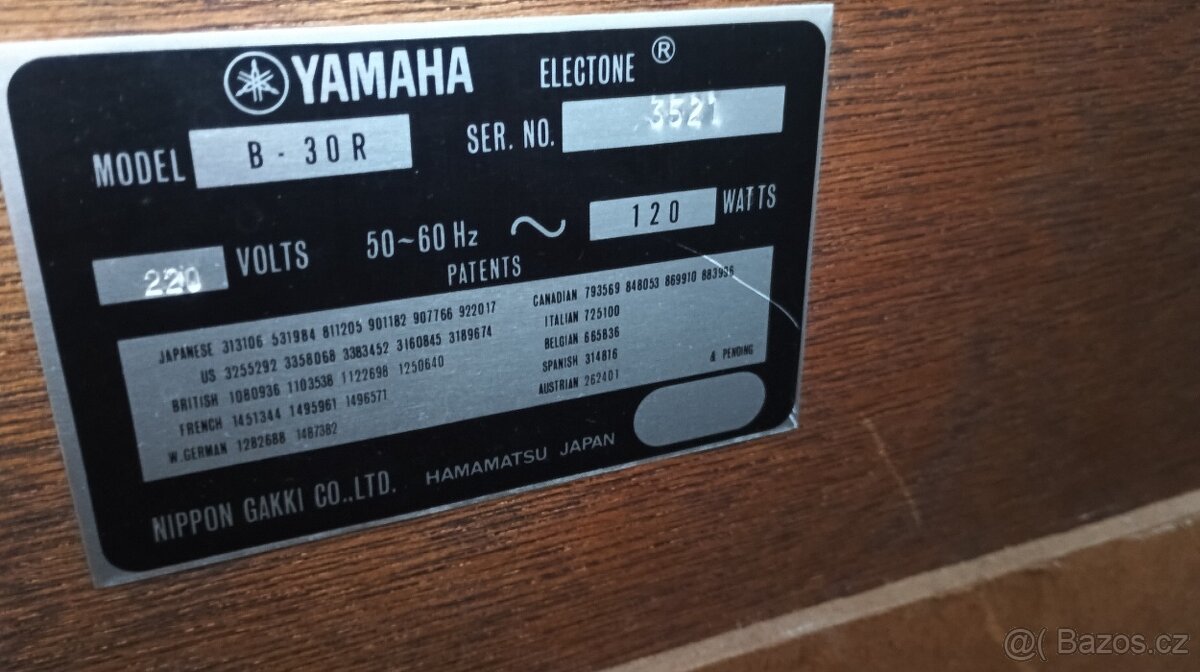 YAMAHA ELECTONE ®
MODEL B - 30R SER. NO. 3521
220 VOLTS 50~60 Hz ~ 120 WATTS
PATENTS
JAPANESE 313106 531984 811205 901182 907766 922017
US 3255292 3358068 3383452 3160845 3189674
BRITISH 1080936 1103538 1122698 1250640
FRENCH 1451344 1495961 1496571
W.GERMAN 1282688 1487382
CANADIAN 793569 848053 869910 883956
ITALIAN 725100
BELGIAN 665836
SPANISH 314816
AUSTRIAN 262401 & PENDING
NIPPON GAKKI CO.,LTD. HAMAMATSU JAPAN
@( Bazos.cz